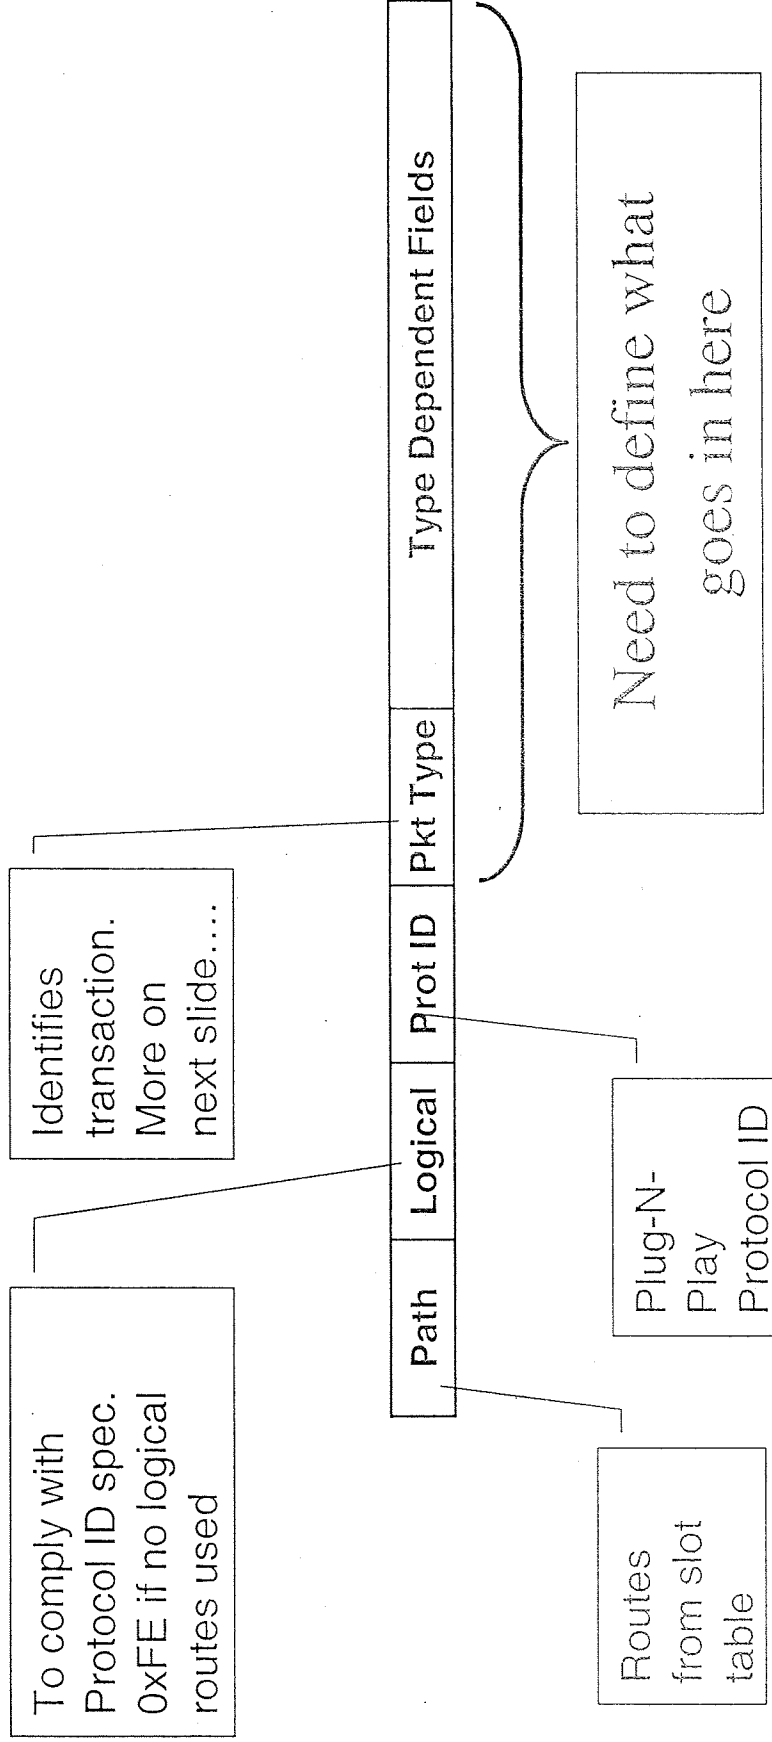 To comply with
Protocol ID spec.
0xFE if no logical
routes used
Identifies
transaction.
More on
next slide....
Path
Logical
Prot ID
Pkt Type
Type Dependent Fields
Routes
from slot
table
Plug-N-
Play
Protocol ID
Need to define what
goes in here